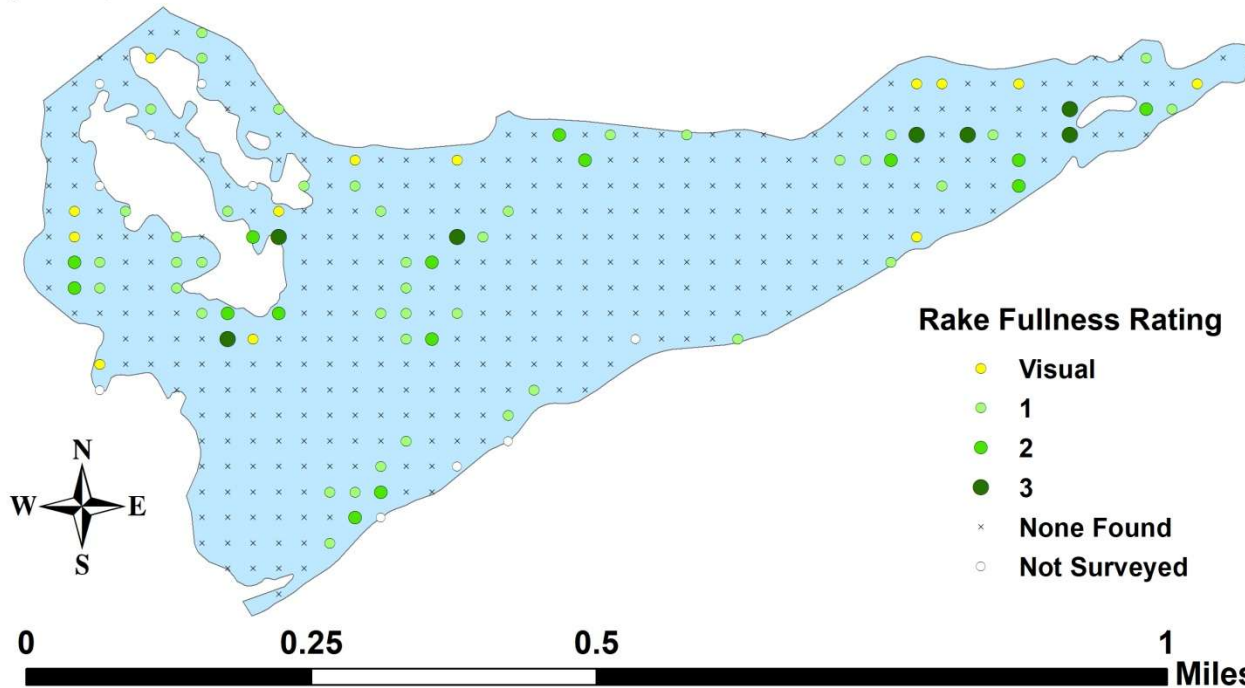 Rake Fullness Rating
Visual
1
2
3
None Found
Not Surveyed
N
W E
S
0 0.25 0.5 1
Miles